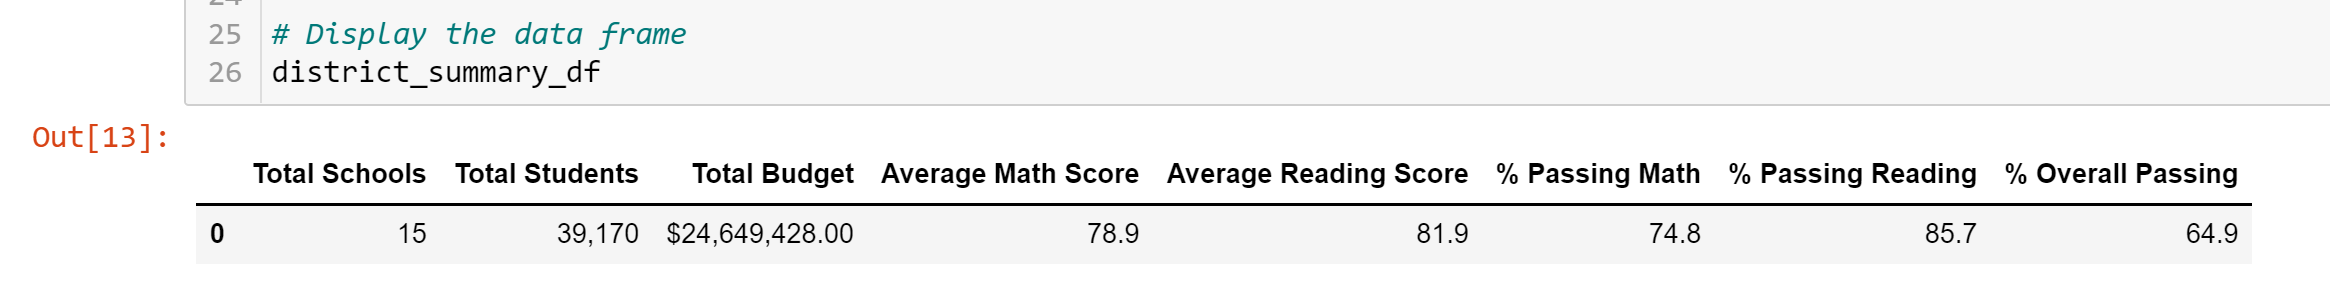 25 # Display the data frame
26 district_summary_df
Out[13]:
Total Schools Total Students Total Budget Average Math Score Average Reading Score % Passing Math % Passing Reading % Overall Passing
0 15 39,170 $24,649,428.00 78.9 81.9 74.8 85.7 64.9